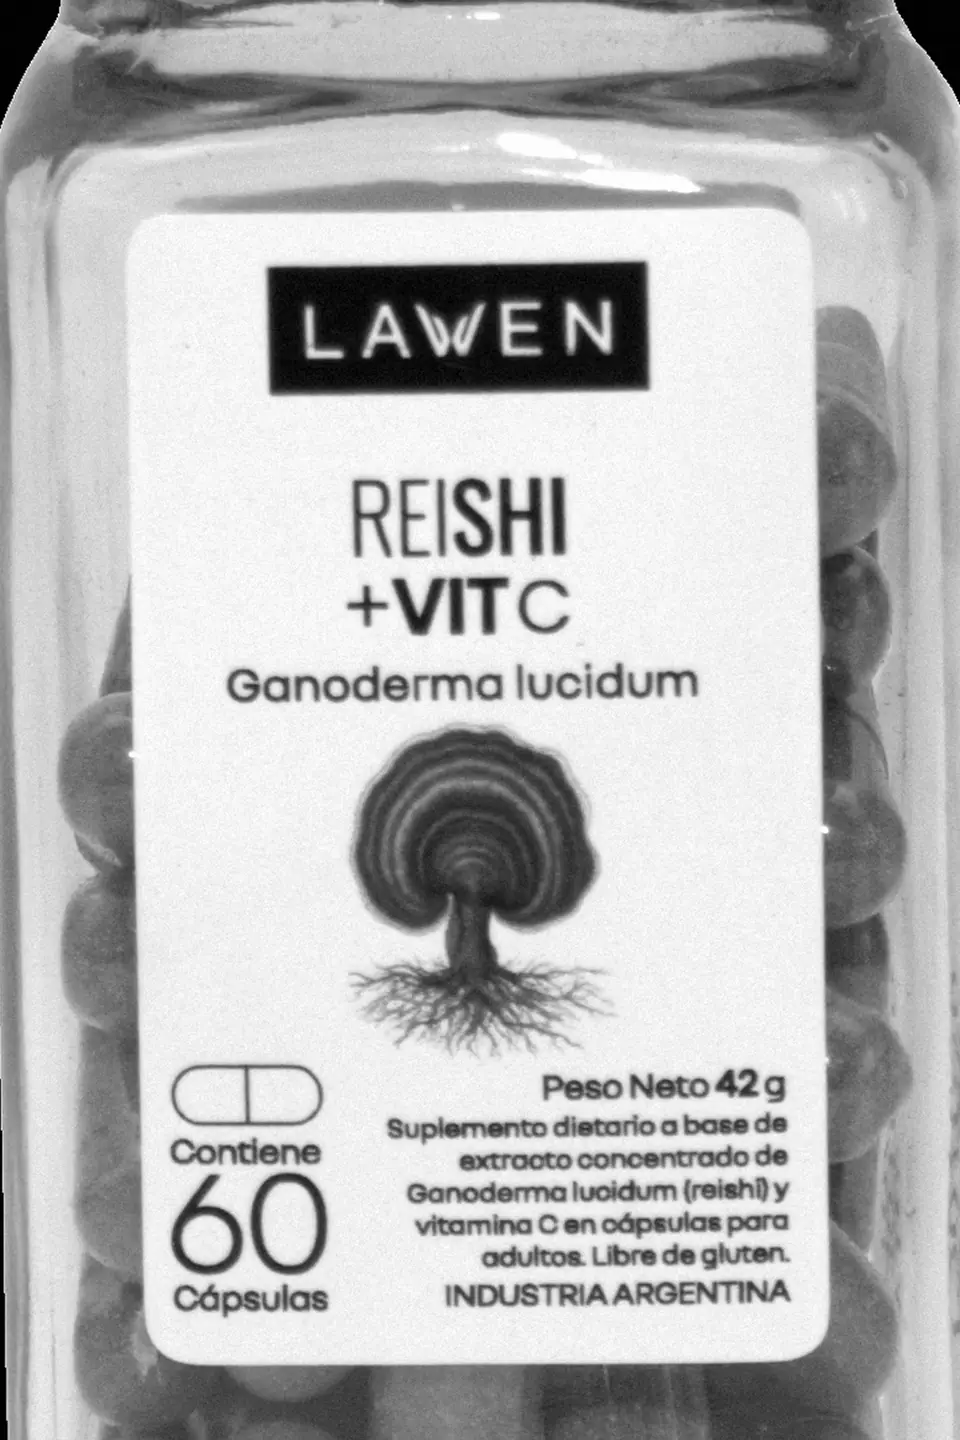 LAWEN
REISHI
+VIT C
Ganoderma lucidum
Contiene
60
Cápsulas
Peso Neto 42 g
Suplemento dietario a base de
extracto concentrado de
Ganoderma lucidum (reishi) y
vitamina C en cápsulas para
adultos. Libre de gluten.
INDUSTRIA ARGENTINA